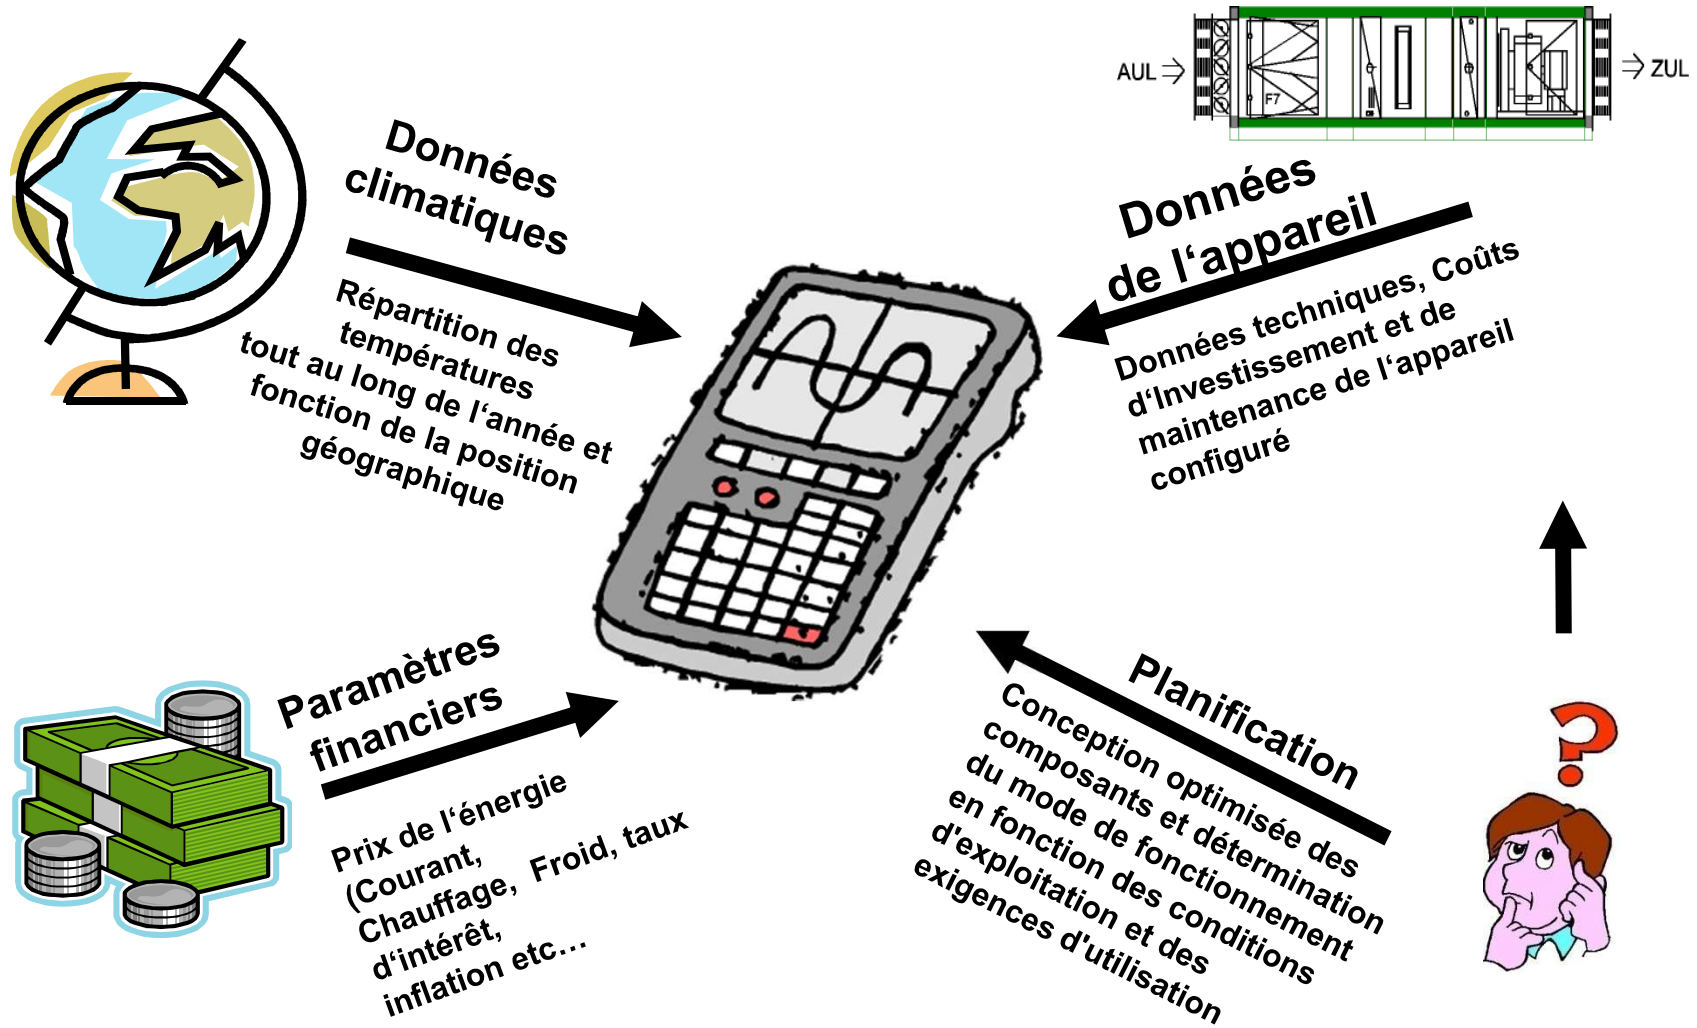 AUL
F7
ZUL
Données
climatiques
Répartition des
températures
tout au long de l‘année et
fonction de la position
géographique
Données
de l‘appareil
Données techniques, Coûts
d‘Investissement et de
maintenance de l‘appareil
configuré
Paramètres
financiers
Prix de l‘énergie
(Courant,
Chauffage, Froid, taux
d‘intérêt,
inflation etc…
Planification
Conception optimisée des
composants et détermination
du mode de fonctionnement
en fonction des conditions
d'exploitation et des
exigences d'utilisation
?